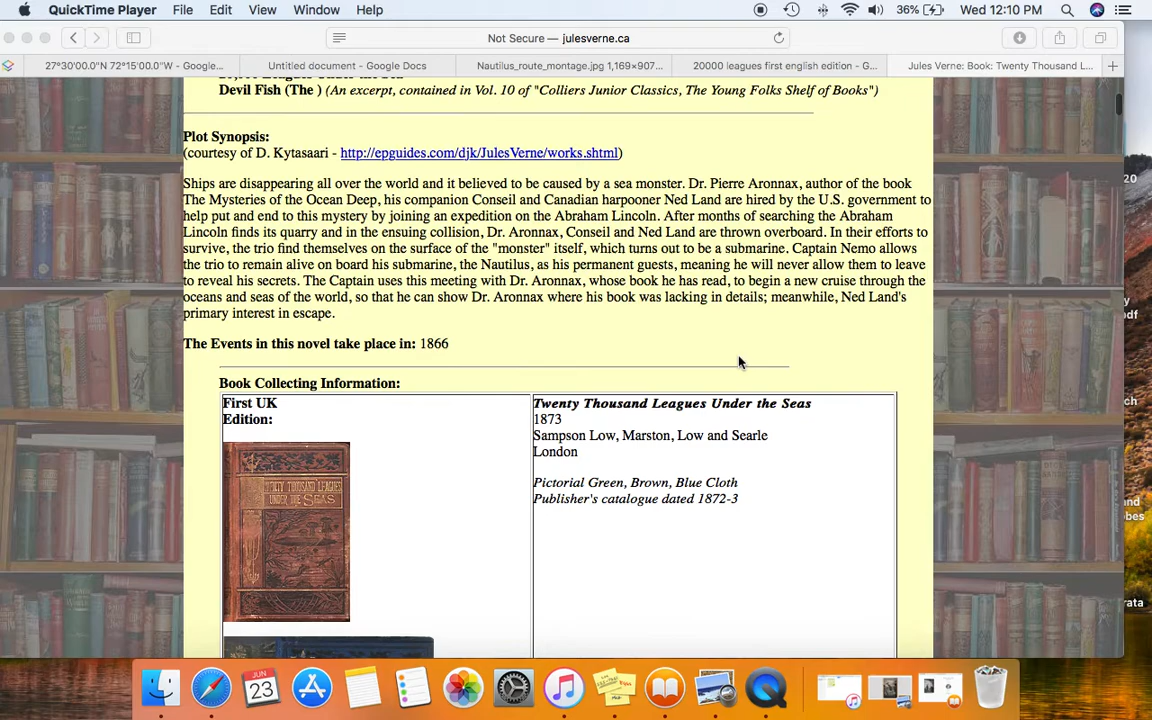 QuickTime Player File Edit View Window Help 36% Wed 12:10 PM
Not Secure — julesverne.ca
27°30'00.0"N 72°15'00.0"W - Google... Untitled document - Google Docs Nautilus_route_montage.jpg 1,169×907... 20000 leagues first english edition - G... Jules Verne: Book: Twenty Thousand L...
Devil Fish (The ) (An excerpt, contained in Vol. 10 of "Colliers Junior Classics, The Young Folks Shelf of Books")
Plot Synopsis:
(courtesy of D. Kytasaari - http://epguides.com/djk/JulesVerne/works.shtml)
Ships are disappearing all over the world and it believed to be caused by a sea monster. Dr. Pierre Aronnax, author of the book
The Mysteries of the Ocean Deep, his companion Conseil and Canadian harpooner Ned Land are hired by the U.S. government to
help put and end to this mystery by joining an expedition on the Abraham Lincoln. After months of searching the Abraham
Lincoln finds its quarry and in the ensuing collision, Dr. Aronnax, Conseil and Ned Land are thrown overboard. In their efforts to
survive, the trio find themselves on the surface of the "monster" itself, which turns out to be a submarine. Captain Nemo allows
the trio to remain alive on board his submarine, the Nautilus, as his permanent guests, meaning he will never allow them to leave
to reveal his secrets. The Captain uses this meeting with Dr. Aronnax, whose book he has read, to begin a new cruise through the
oceans and seas of the world, so that he can show Dr. Aronnax where his book was lacking in details; meanwhile, Ned Land's
primary interest in escape.
The Events in this novel take place in: 1866
Book Collecting Information:
First UK
Edition:
TWENTY THOUSAND LEAGUES
UNDER THE SEAS
Twenty Thousand Leagues Under the Seas
1873
Sampson Low, Marston, Low and Searle
London
Pictorial Green, Brown, Blue Cloth
Publisher's catalogue dated 1872-3
20
y
pdf
ch
nd
obes
rata
JUN
23